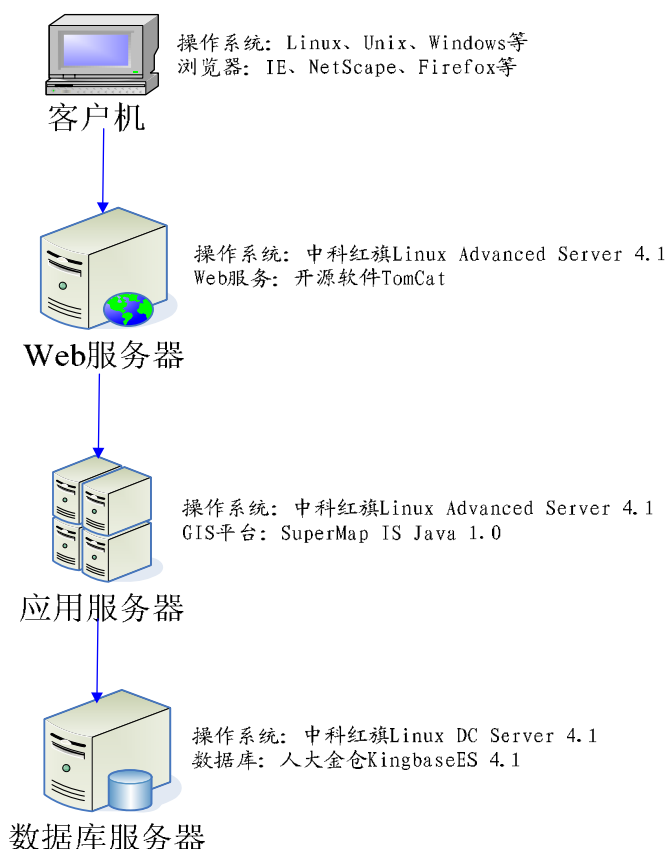 操作系统: Linux、Unix、Windows等
浏览器: IE、NetScape、Firefox等
客户机
操作系统: 中科红旗Linux Advanced Server 4.1
Web服务: 开源软件TomCat
Web服务器
操作系统: 中科红旗Linux Advanced Server 4.1
GIS平台: SuperMap IS Java 1.0
应用服务器
操作系统: 中科红旗Linux DC Server 4.1
数据库: 人大金仓KingbaseES 4.1
数据库服务器